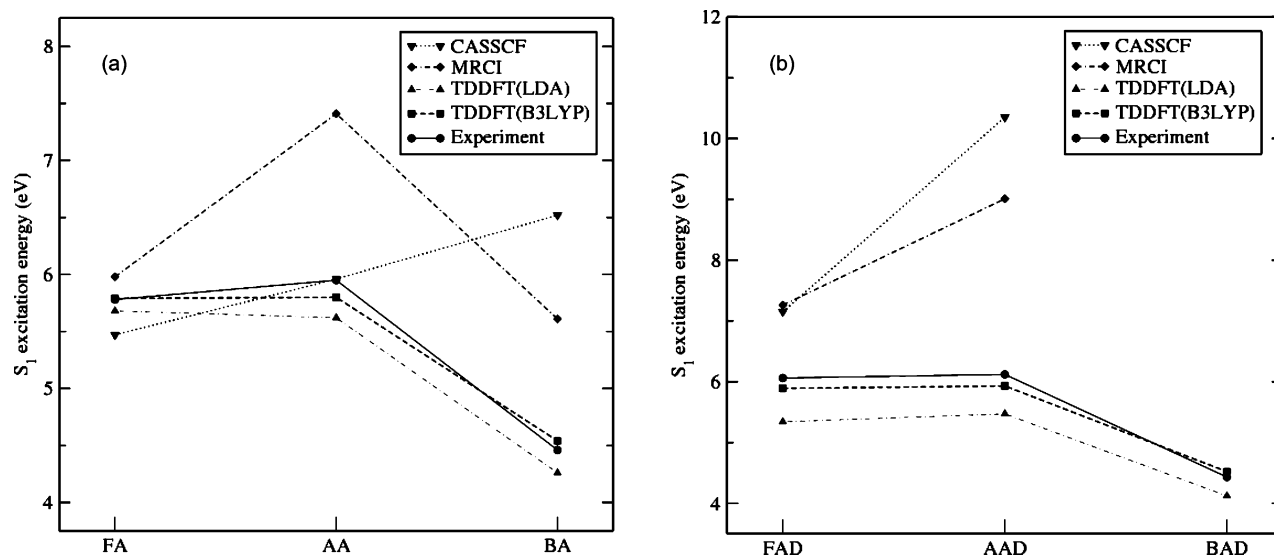 (a)
CASSCF
MRCI
TDDFT(LDA)
TDDFT(B3LYP)
Experiment
S₁ excitation energy (eV)
8
7
6
5
4
FA AA BA
(b)
CASSCF
MRCI
TDDFT(LDA)
TDDFT(B3LYP)
Experiment
S₁ excitation energy (eV)
12
10
8
6
4
FAD AAD BAD